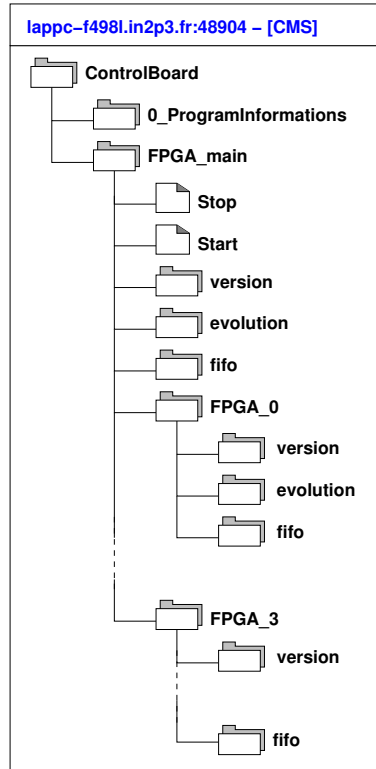 lappc-f498l.in2p3.fr:48904 – [CMS]
ControlBoard
0_ProgramInformations
FPGA_main
Stop
Start
version
evolution
fifo
FPGA_0
version
evolution
fifo
FPGA_3
version
fifo